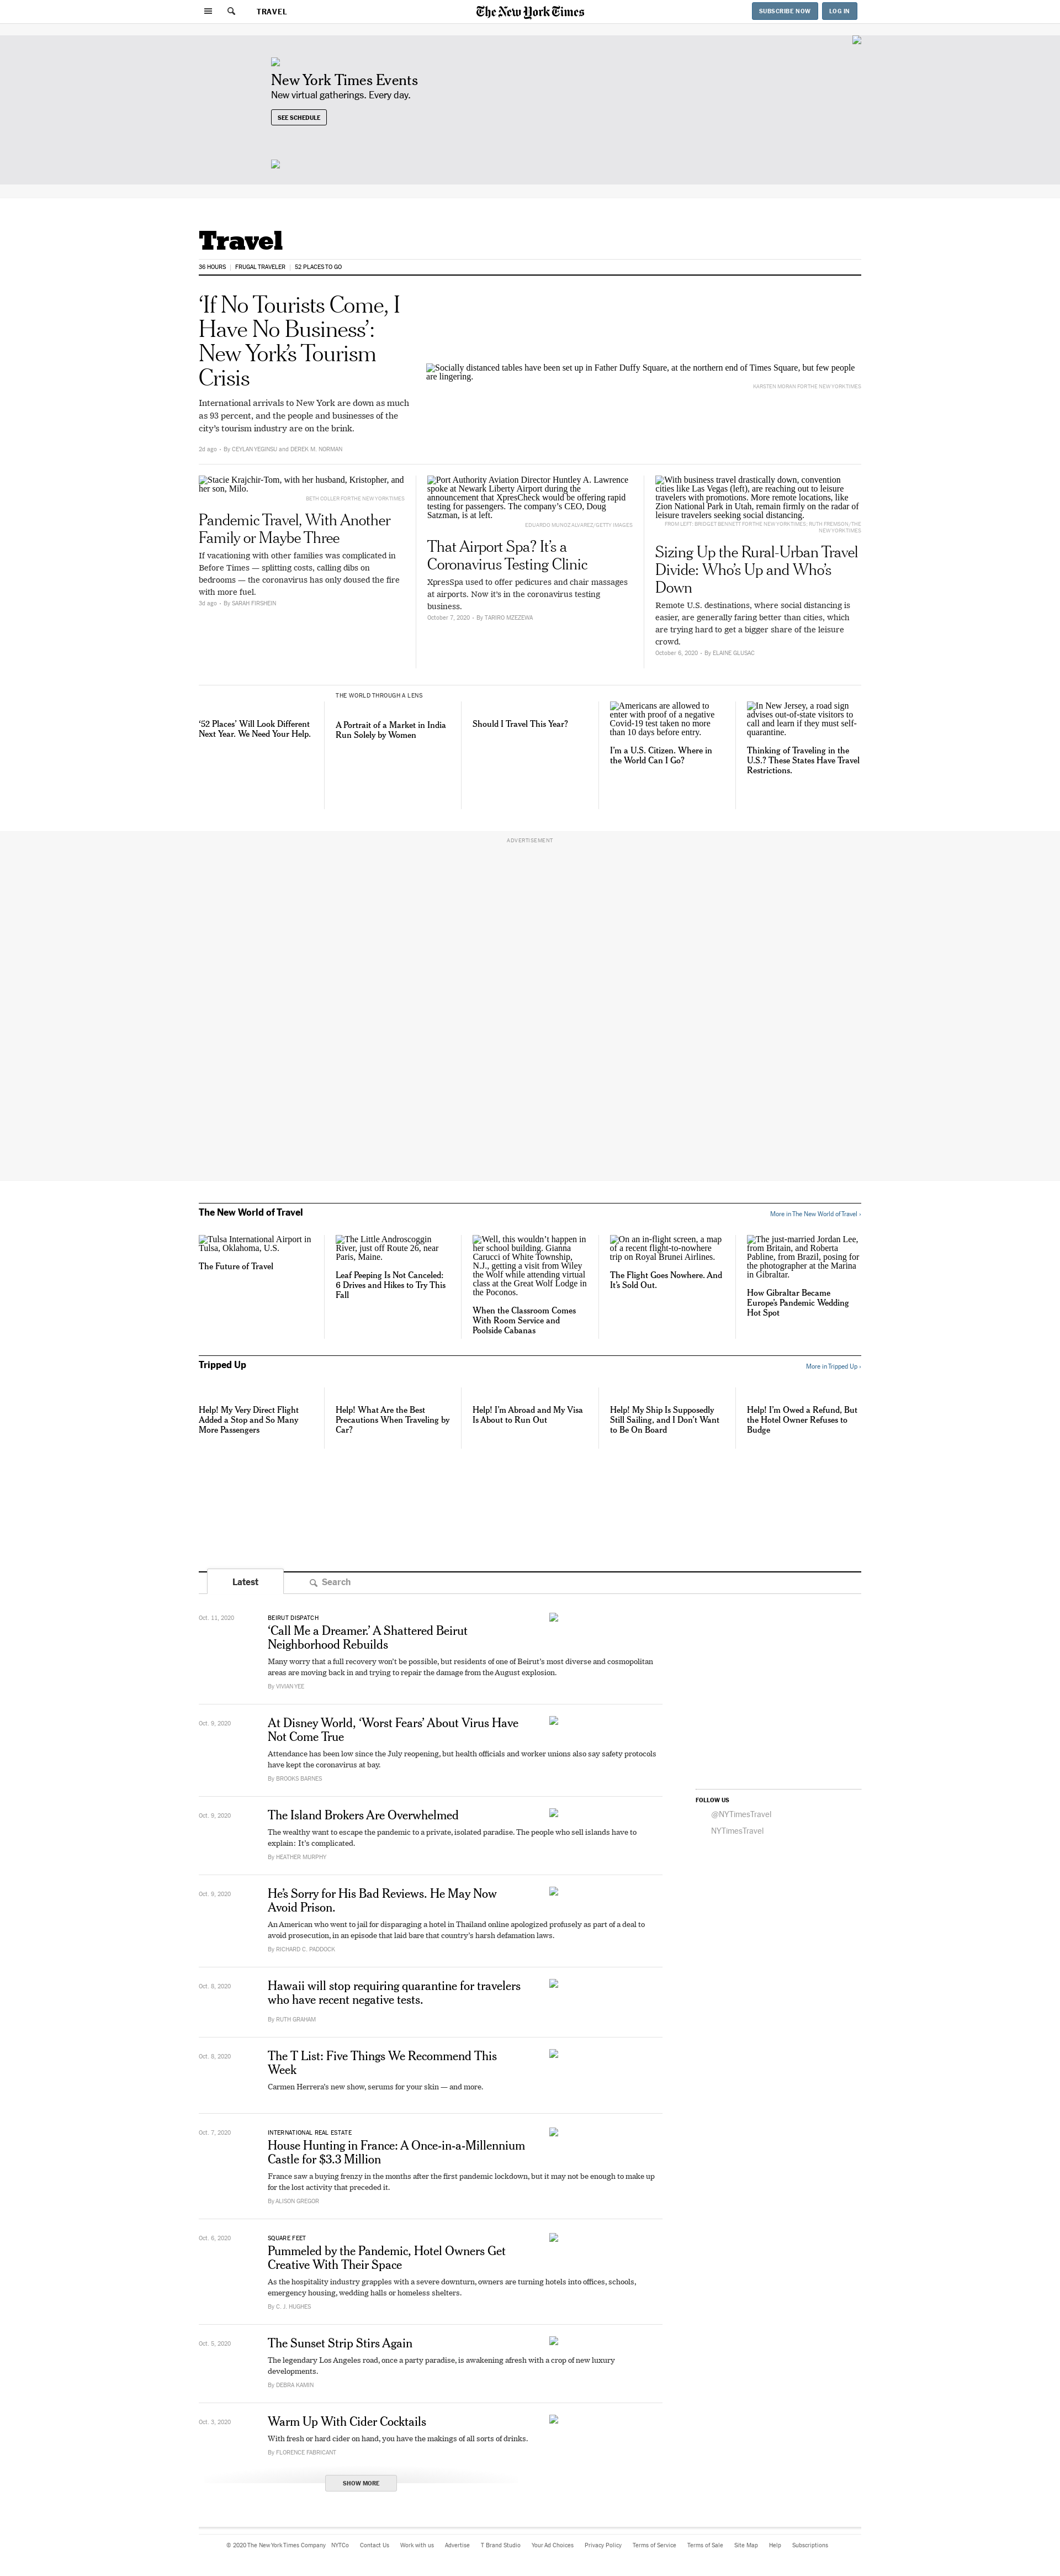 TRAVEL
The New York Times
SUBSCRIBE NOW
LOG IN
New York Times Events
New virtual gatherings. Every day.
SEE SCHEDULE
Travel
36 HOURS
FRUGAL TRAVELER
52 PLACES TO GO
‘If No Tourists Come, I
Have No Business’:
New York’s Tourism
Crisis
International arrivals to New York are down as much
as 93 percent, and the people and businesses of the
city’s tourism industry are on the brink.
2d ago • By CEYLAN YEGINSU and DEREK M. NORMAN
Socially distanced tables have been set up in Father Duffy Square, at the northern end of Times Square, but few people
are lingering.
KARSTEN MORAN FOR THE NEW YORK TIMES
Stacie Krajchir-Tom, with her husband, Kristopher, and
her son, Milo.
BETH COLLER FOR THE NEW YORK TIMES
Pandemic Travel, With Another
Family or Maybe Three
If vacationing with other families was complicated in
Before Times — splitting costs, calling dibs on
bedrooms — the coronavirus has only doused the fire
with more fuel.
3d ago • By SARAH FIRSHEIN
Port Authority Aviation Director Huntley A. Lawrence
spoke at Newark Liberty Airport during the
announcement that XpresCheck would be offering rapid
testing for passengers. The company’s CEO, Doug
Satzman, is at left.
EDUARDO MUNOZ ALVAREZ/GETTY IMAGES
That Airport Spa? It’s a
Coronavirus Testing Clinic
XpresSpa used to offer pedicures and chair massages
at airports. Now it’s in the coronavirus testing
business.
October 7, 2020 • By TARIRO MZEZEWA
With business travel drastically down, convention
cities like Las Vegas (left), are reaching out to leisure
travelers with promotions. More remote locations, like
Zion National Park in Utah, remain firmly on the radar of
leisure travelers seeking social distancing.
FROM LEFT: BRIDGET BENNETT FOR THE NEW YORK TIMES; RUTH FREMSON/THE
NEW YORK TIMES
Sizing Up the Rural-Urban Travel
Divide: Who’s Up and Who’s
Down
Remote U.S. destinations, where social distancing is
easier, are generally faring better than cities, which
are trying hard to get a bigger share of the leisure
crowd.
October 6, 2020 • By ELAINE GLUSAC
‘52 Places’ Will Look Different
Next Year. We Need Your Help.
THE WORLD THROUGH A LENS
A Portrait of a Market in India
Run Solely by Women
Should I Travel This Year?
Americans are allowed to
enter with proof of a negative
Covid-19 test taken no more
than 10 days before entry.
I’m a U.S. Citizen. Where in
the World Can I Go?
In New Jersey, a road sign
advises out-of-state visitors to
call and learn if they must self-
quarantine.
Thinking of Traveling in the
U.S.? These States Have Travel
Restrictions.
ADVERTISEMENT
The New World of Travel
More in The New World of Travel ›
Tulsa International Airport in
Tulsa, Oklahoma, U.S.
The Future of Travel
The Little Androscoggin
River, just off Route 26, near
Paris, Maine.
Leaf Peeping Is Not Canceled:
6 Drives and Hikes to Try This
Fall
Well, this wouldn’t happen in
her school building. Gianna
Carucci of White Township,
N.J., getting a visit from Wiley
the Wolf while attending virtual
class at the Great Wolf Lodge in
the Poconos.
When the Classroom Comes
With Room Service and
Poolside Cabanas
On an in-flight screen, a map
of a recent flight-to-nowhere
trip on Royal Brunei Airlines.
The Flight Goes Nowhere. And
It’s Sold Out.
The just-married Jordan Lee,
from Britain, and Roberta
Pabline, from Brazil, posing for
the photographer at the Marina
in Gibraltar.
How Gibraltar Became
Europe’s Pandemic Wedding
Hot Spot
Tripped Up
More in Tripped Up ›
Help! My Very Direct Flight
Added a Stop and So Many
More Passengers
Help! What Are the Best
Precautions When Traveling by
Car?
Help! I’m Abroad and My Visa
Is About to Run Out
Help! My Ship Is Supposedly
Still Sailing, and I Don’t Want
to Be On Board
Help! I’m Owed a Refund, But
the Hotel Owner Refuses to
Budge
Latest
Search
Oct. 11, 2020
BEIRUT DISPATCH
‘Call Me a Dreamer.’ A Shattered Beirut
Neighborhood Rebuilds
Many worry that a full recovery won’t be possible, but residents of one of Beirut’s most diverse and cosmopolitan
areas are moving back in and trying to repair the damage from the August explosion.
By VIVIAN YEE
Oct. 9, 2020
At Disney World, ‘Worst Fears’ About Virus Have
Not Come True
Attendance has been low since the July reopening, but health officials and worker unions also say safety protocols
have kept the coronavirus at bay.
By BROOKS BARNES
FOLLOW US
@NYTimesTravel
NYTimesTravel
Oct. 9, 2020
The Island Brokers Are Overwhelmed
The wealthy want to escape the pandemic to a private, isolated paradise. The people who sell islands have to
explain: It’s complicated.
By HEATHER MURPHY
Oct. 9, 2020
He’s Sorry for His Bad Reviews. He May Now
Avoid Prison.
An American who went to jail for disparaging a hotel in Thailand online apologized profusely as part of a deal to
avoid prosecution, in an episode that laid bare that country’s harsh defamation laws.
By RICHARD C. PADDOCK
Oct. 8, 2020
Hawaii will stop requiring quarantine for travelers
who have recent negative tests.
By RUTH GRAHAM
Oct. 8, 2020
The T List: Five Things We Recommend This
Week
Carmen Herrera’s new show, serums for your skin — and more.
Oct. 7, 2020
INTERNATIONAL REAL ESTATE
House Hunting in France: A Once-in-a-Millennium
Castle for $3.3 Million
France saw a buying frenzy in the months after the first pandemic lockdown, but it may not be enough to make up
for the lost activity that preceded it.
By ALISON GREGOR
Oct. 6, 2020
SQUARE FEET
Pummeled by the Pandemic, Hotel Owners Get
Creative With Their Space
As the hospitality industry grapples with a severe downturn, owners are turning hotels into offices, schools,
emergency housing, wedding halls or homeless shelters.
By C. J. HUGHES
Oct. 5, 2020
The Sunset Strip Stirs Again
The legendary Los Angeles road, once a party paradise, is awakening afresh with a crop of new luxury
developments.
By DEBRA KAMIN
Oct. 3, 2020
Warm Up With Cider Cocktails
With fresh or hard cider on hand, you have the makings of all sorts of drinks.
By FLORENCE FABRICANT
SHOW MORE
© 2020 The New York Times Company NYTCo Contact Us Work with us Advertise T Brand Studio Your Ad Choices Privacy Policy Terms of Service Terms of Sale Site Map Help Subscriptions